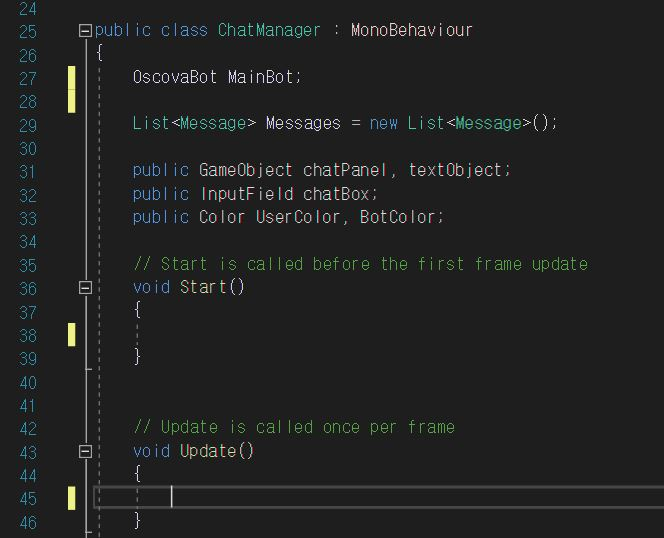 24
25 public class ChatManager : MonoBehaviour
26 {
27 OscovaBot MainBot;
28
29 List<Message> Messages = new List<Message>();
30
31 public GameObject chatPanel, textObject;
32 public InputField chatBox;
33 public Color UserColor, BotColor;
34
35 // Start is called before the first frame update
36 void Start()
37 {
38
39 }
40
41
42 // Update is called once per frame
43 void Update()
44 {
45
46 }